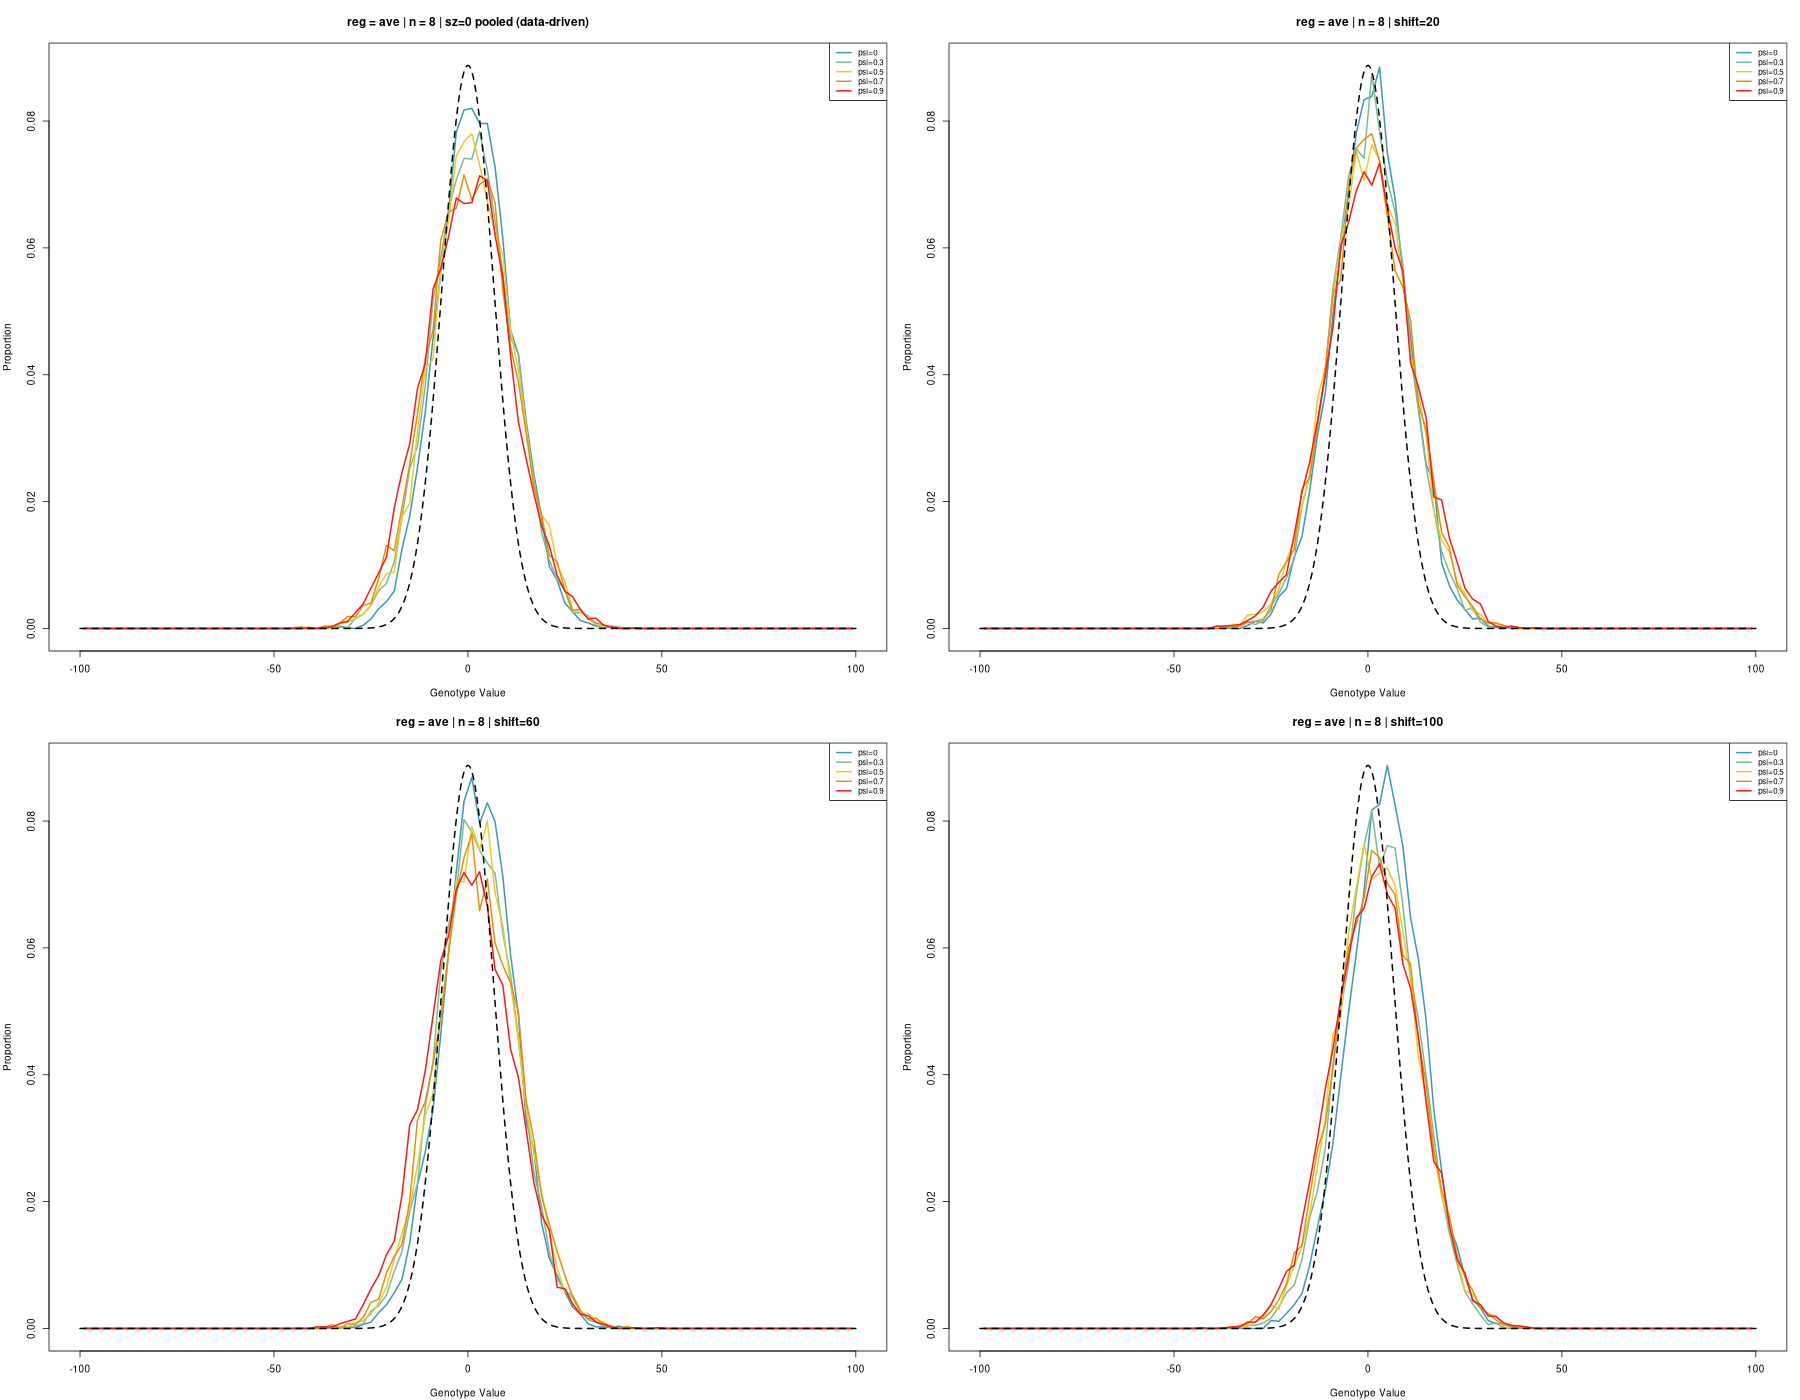 reg = ave | n = 8 | sz=0 pooled (data-driven)
psi=0
psi=0.3
psi=0.5
psi=0.7
psi=0.9
Proportion
0.00
0.02
0.04
0.06
0.08
-100
-50
0
50
100
Genotype Value
reg = ave | n = 8 | shift=20
psi=0
psi=0.3
psi=0.5
psi=0.7
psi=0.9
Proportion
0.00
0.02
0.04
0.06
0.08
-100
-50
0
50
100
Genotype Value
reg = ave | n = 8 | shift=60
psi=0
psi=0.3
psi=0.5
psi=0.7
psi=0.9
Proportion
0.00
0.02
0.04
0.06
0.08
-100
-50
0
50
100
Genotype Value
reg = ave | n = 8 | shift=100
psi=0
psi=0.3
psi=0.5
psi=0.7
psi=0.9
Proportion
0.00
0.02
0.04
0.06
0.08
-100
-50
0
50
100
Genotype Value